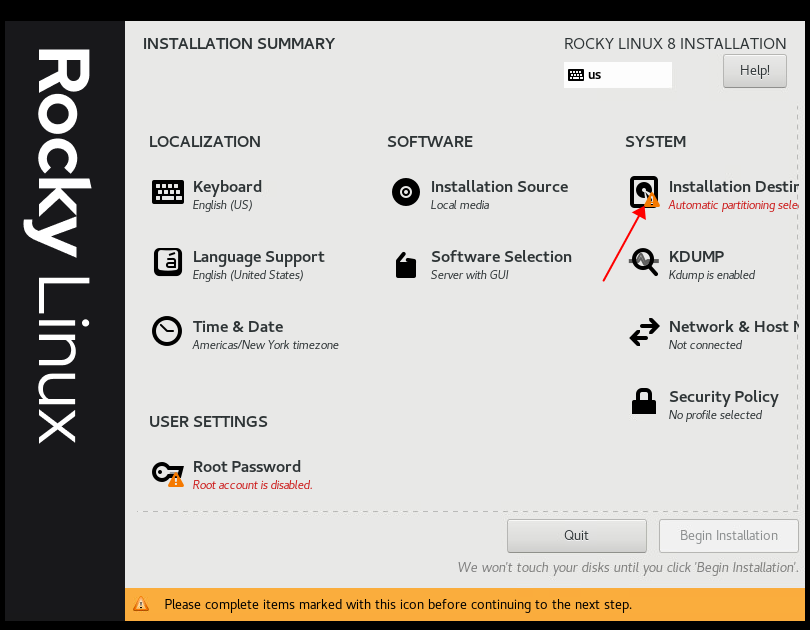 Rocky Linux
INSTALLATION SUMMARY
ROCKY LINUX 8 INSTALLATION
us
Help!
LOCALIZATION
Keyboard
English (US)
Language Support
English (United States)
Time & Date
Americas/New York timezone
SOFTWARE
Installation Source
Local media
Software Selection
Server with GUI
SYSTEM
Installation Destin
Automatic partitioning sele
KDUMP
Kdump is enabled
Network & Host N
Not connected
Security Policy
No profile selected
USER SETTINGS
Root Password
Root account is disabled.
Quit
Begin Installation
We won't touch your disks until you click 'Begin Installation'.
Please complete items marked with this icon before continuing to the next step.